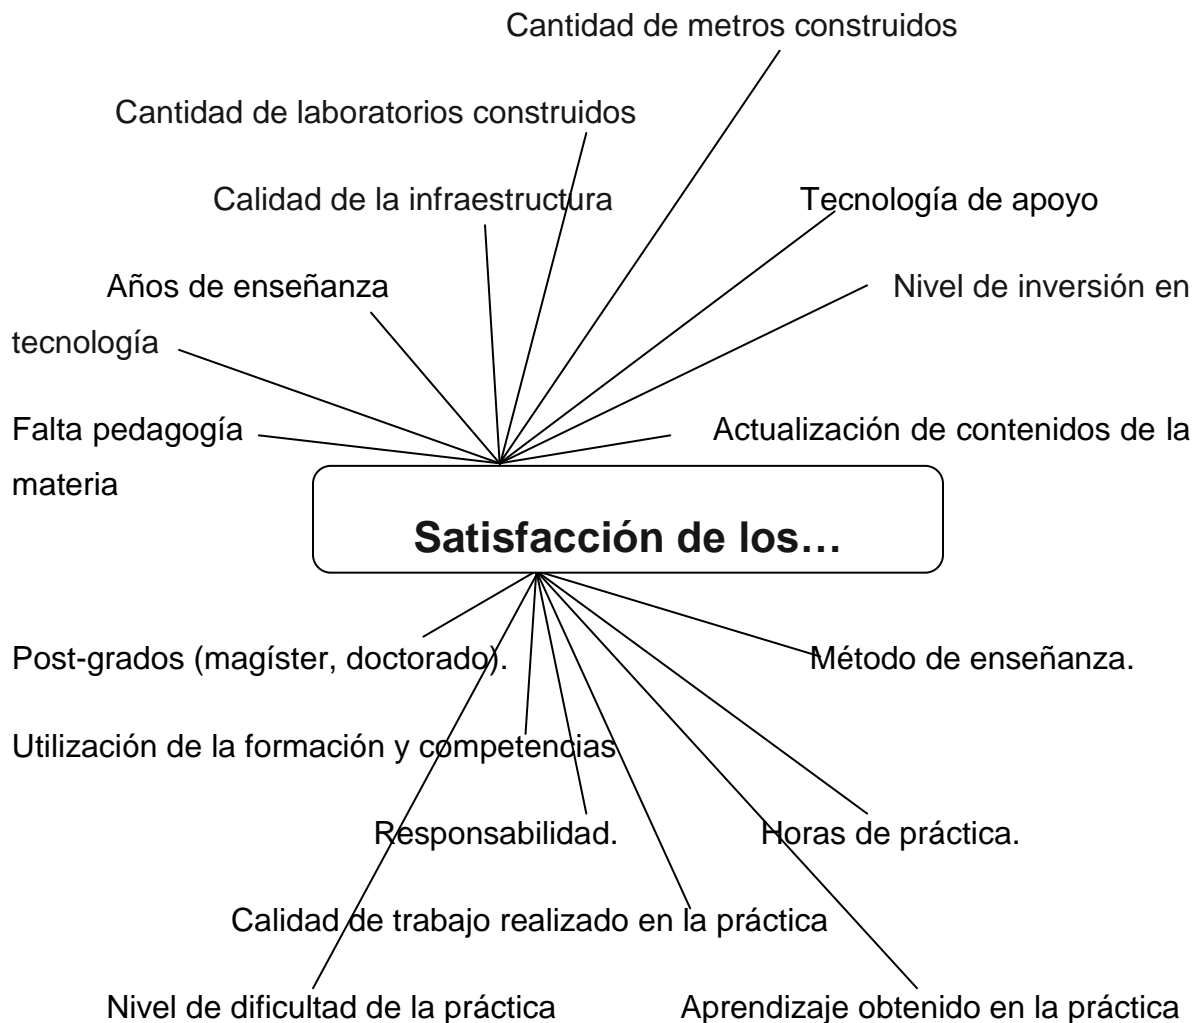 Cantidad de metros construidos
Cantidad de laboratorios construidos
Calidad de la infraestructura
Tecnología de apoyo
Años de enseñanza
Nivel de inversión en
tecnología
Falta pedagogía
Actualización de contenidos de la
materia
Satisfacción de los…
Post-grados (magíster, doctorado).
Método de enseñanza.
Utilización de la formación y competencias
Responsabilidad.
Horas de práctica.
Calidad de trabajo realizado en la práctica
Nivel de dificultad de la práctica
Aprendizaje obtenido en la práctica